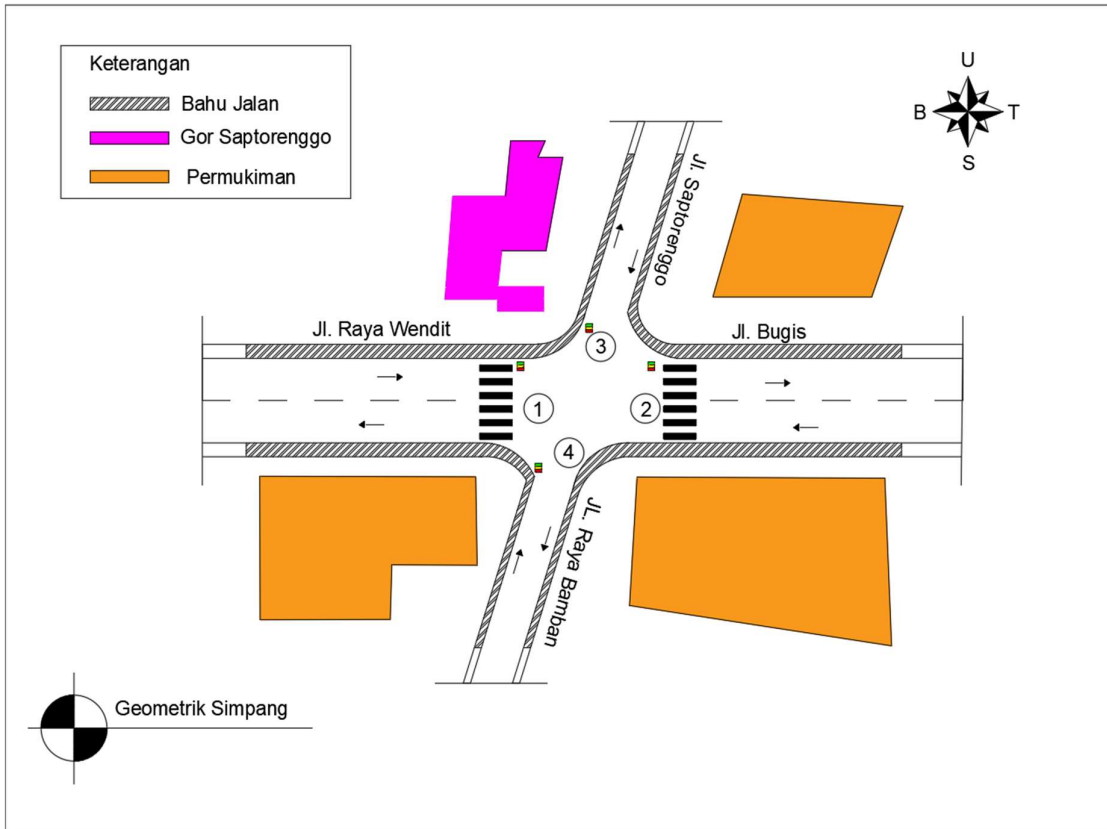 Keterangan
Bahu Jalan
Gor Saptorenggo
Permukiman
U
B
T
S
Jl. Saptorenggo
Jl. Raya Wendit
Jl. Bugis
3
1
2
4
JL. Raya Bamban
Geometrik Simpang